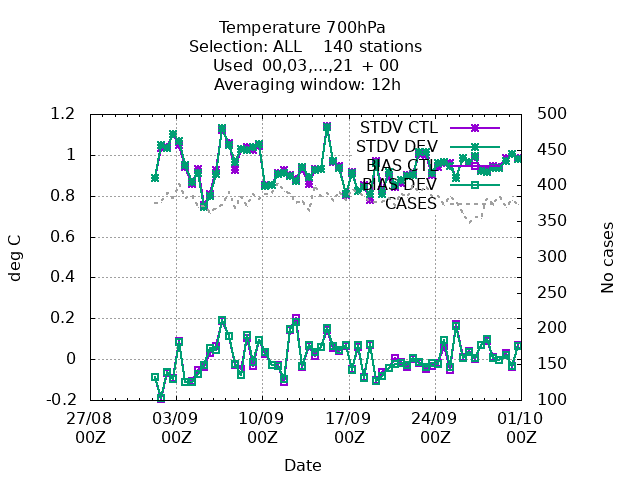 Temperature 700hPa
Selection: ALL 140 stations
Used 00,03,...,21 + 00
Averaging window: 12h
STDV CTL
STDV DEV
BIAS CTL
BIAS DEV
CASES
1.2
1
0.8
0.6
0.4
0.2
0
-0.2
500
450
400
350
300
250
200
150
100
deg C
No cases
27/08 03/09 10/09 17/09 24/09 01/10
00Z 00Z 00Z 00Z 00Z 00Z
Date